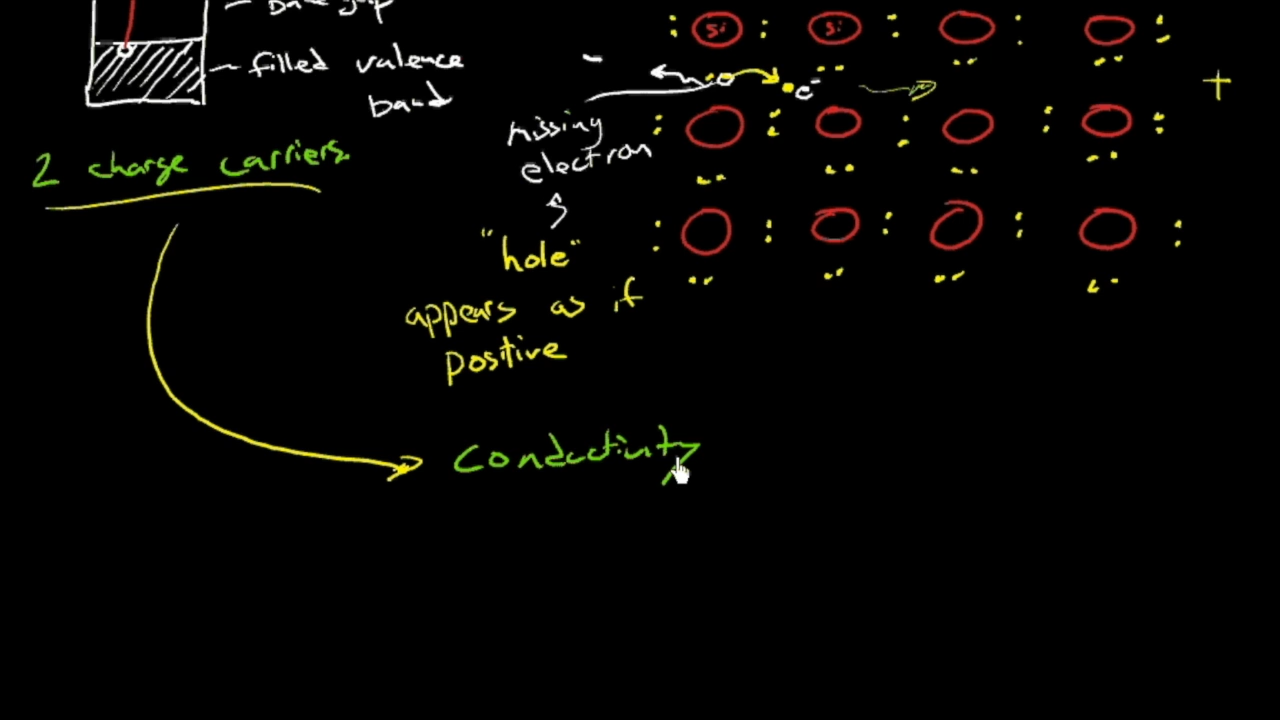 filled valence
band
2 charge carriers
missing
electron
"hole"
appears as if
positive
conductivity
Si
Si
e⁻
-
+